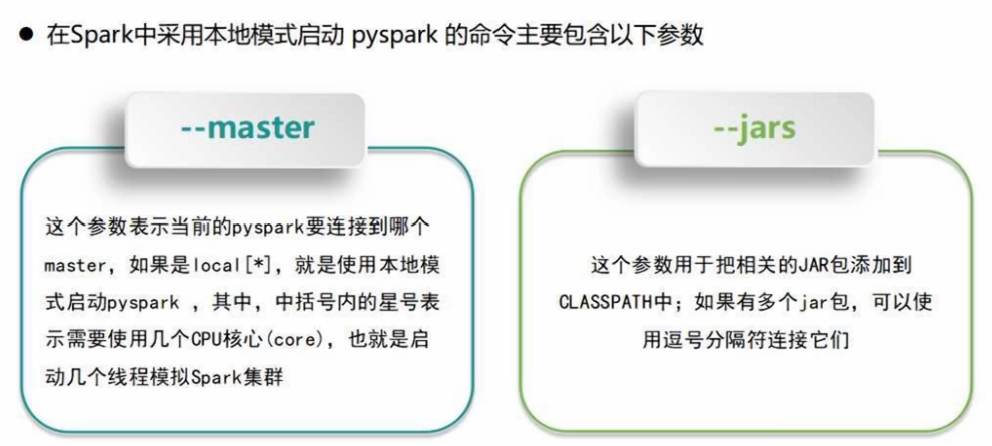 ● 在Spark中采用本地模式启动 pyspark 的命令主要包含以下参数
--master
这个参数表示当前的pyspark要连接到哪个
master，如果是local[*]，就是使用本地模
式启动pyspark ，其中，中括号内的星号表
示需要使用几个CPU核心(core)，也就是启
动几个线程模拟Spark集群
--jars
这个参数用于把相关的JAR包添加到
CLASSPATH中；如果有多个jar包，可以使
用逗号分隔符连接它们